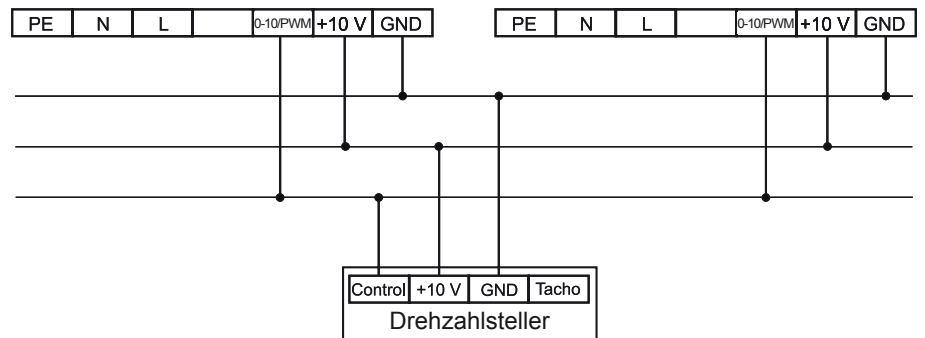 PE N L 0-10/PWM +10 V GND PE N L 0-10/PWM +10 V GND
Control +10 V GND Tacho
Drehzahlsteller